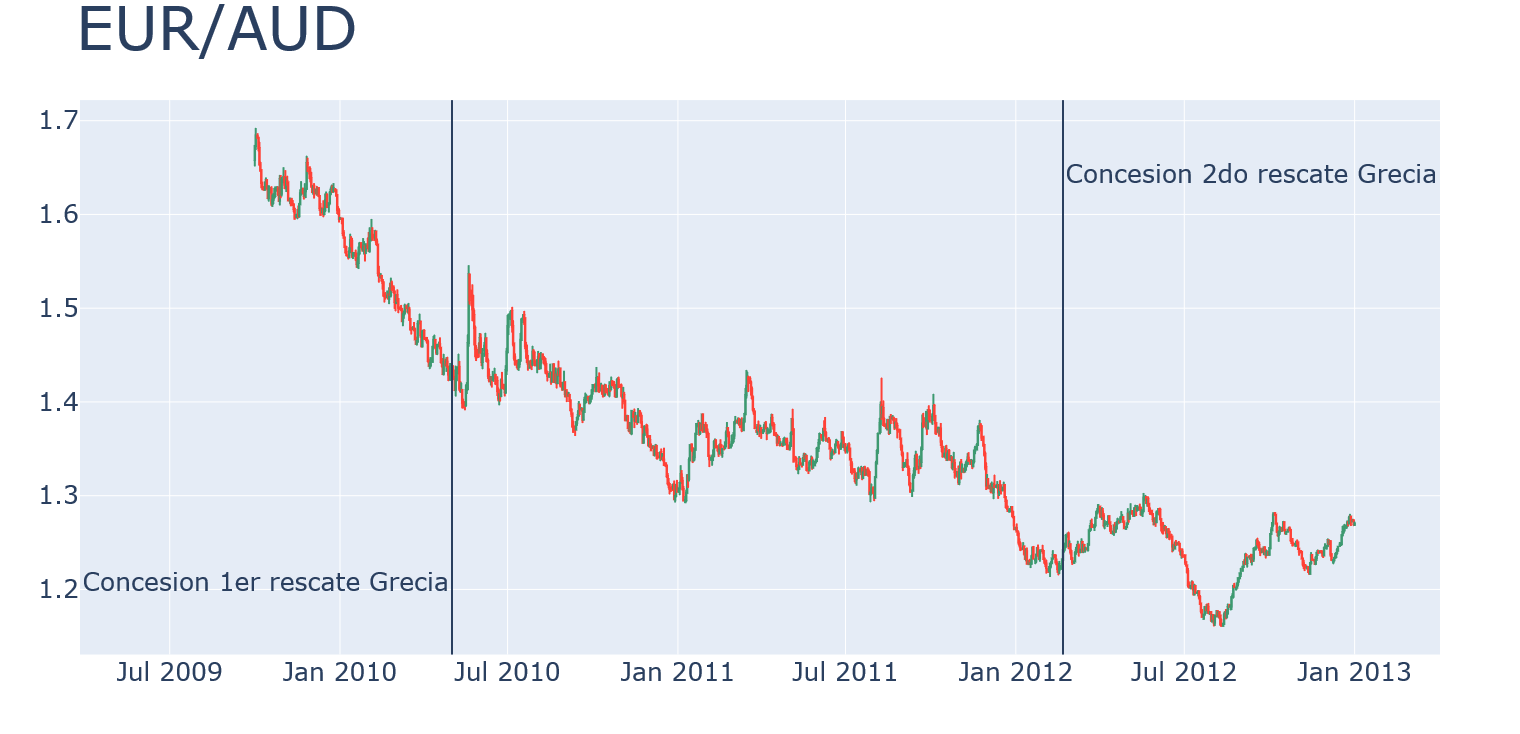 EUR/AUD
1.7
1.6
1.5
1.4
1.3
1.2
Concesion 2do rescate Grecia
Concesion 1er rescate Grecia
Jul 2009
Jan 2010
Jul 2010
Jan 2011
Jul 2011
Jan 2012
Jul 2012
Jan 2013